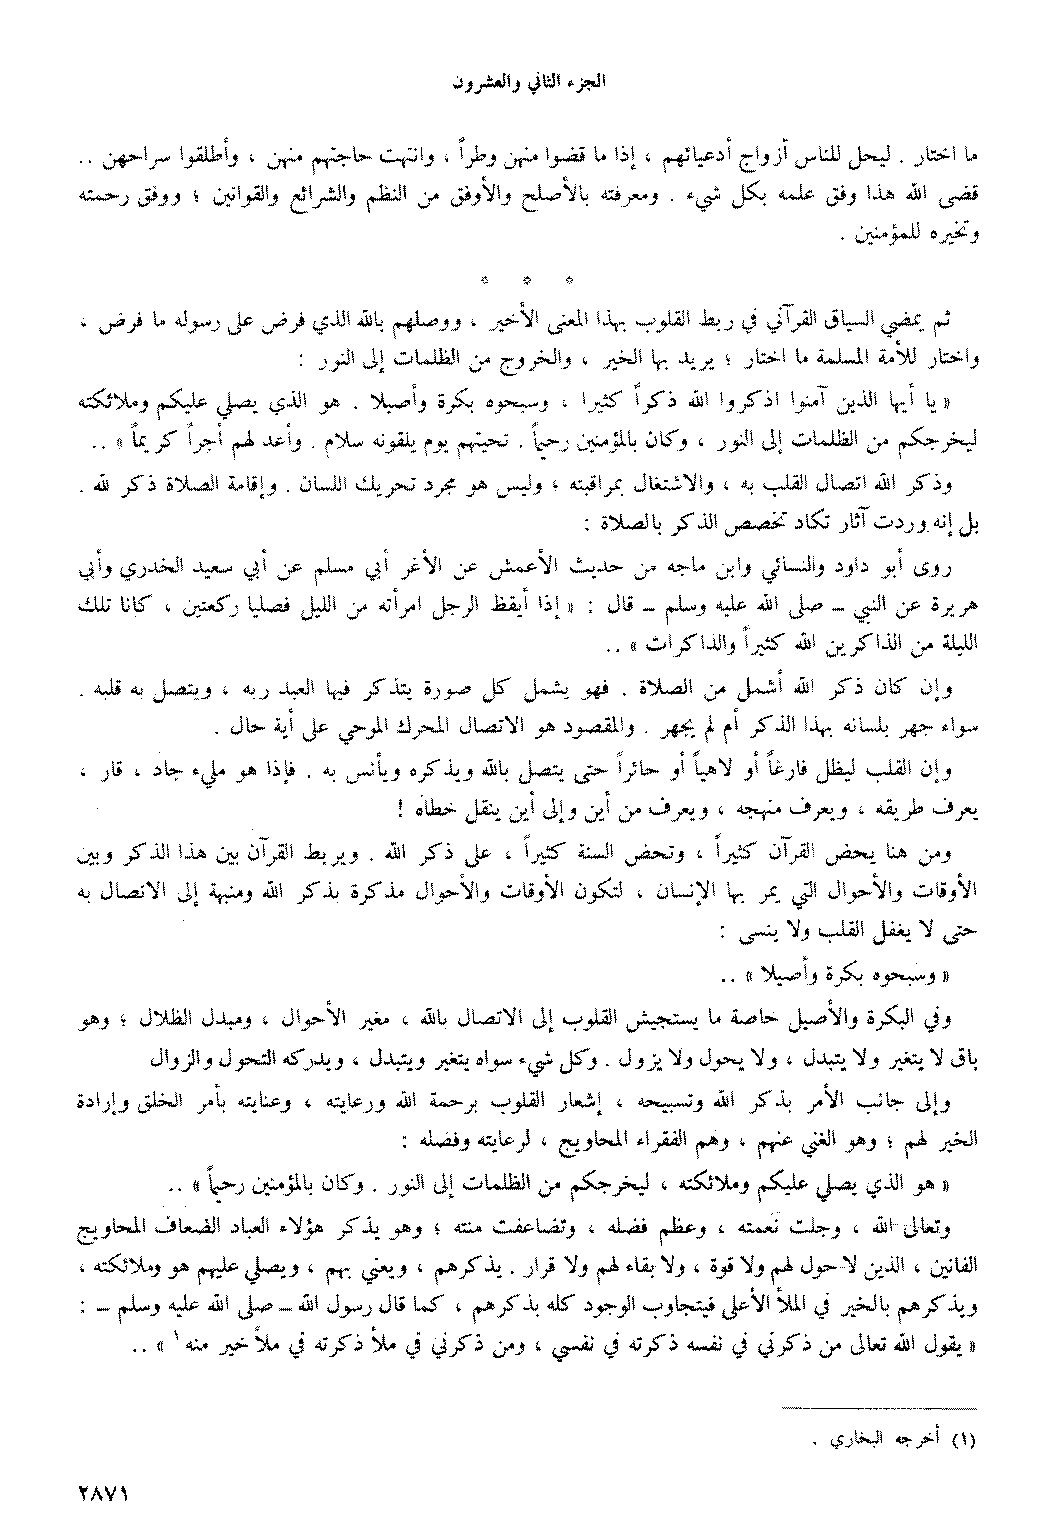 الجزء الثاني والعشرون
ما اختار . ليحل للناس أزواج أدعيائهم ، إذا ما قضوا منهن وطراً ، وانتهت حاجتهم منهن ، وأطلقوا سراحهن ..
قضى الله هذا وفق علمه بكل شيء . ومعرفته بالأصلح والأوفق من النظم والشرائع والقوانين ؛ ووفق رحمته
وتخيره للمؤمنين .
* * *
ثم يمضي السياق القرآني في ربط القلوب بهذا المعنى الأخير ، ووصلهم بالله الذي فرض على رسوله ما فرض ،
واختار للأمة المسلمة ما اختار ؛ يريد بها الخير ، والخروج من الظلمات إلى النور :
« يا أيها الذين آمنوا اذكروا الله ذكراً كثيرا ، وسبحوه بكرة وأصيلا . هو الذي يصلي عليكم وملائكته
ليخرجكم من الظلمات إلى النور ، وكان بالمؤمنين رحيماً . تحيتهم يوم يلقونه سلام . وأعد لهم أجراً كريماً » ..
وذكر الله اتصال القلب به ، والاشتغال بمراقبته ؛ وليس هو مجرد تحريك اللسان . وإقامة الصلاة ذكر لله .
بل إنه وردت آثار تكاد تخصص الذكر بالصلاة :
روى أبو داود والنسائي وابن ماجه من حديث الأعمش عن الأغر أبي مسلم عن أبي سعيد الخدري وأبي
هريرة عن النبي – صلى الله عليه وسلم – قال : « إذا أيقظ الرجل امرأته من الليل فصليا ركعتين ، كانا تلك
الليلة من الذاكرين الله كثيراً والذاكرات » ..
وإن كان ذكر الله أشمل من الصلاة . فهو يشمل كل صورة يتذكر فيها العبد ربه ، ويتصل به قلبه .
سواء جهر بلسانه بهذا الذكر أم لم يجهر . والمقصود هو الاتصال المحرك الموحي على أية حال .
وإن القلب ليظل فارغاً أو لاهياً أو حائراً حتى يتصل بالله ويذكره ويأنس به . فإذا هو مليء جاد ، قار ،
يعرف طريقه ، ويعرف منهجه ، ويعرف من أين وإلى أين ينقل خطاه !
ومن هنا يحض القرآن كثيراً ، وتحض السنة كثيراً ، على ذكر الله . ويربط القرآن بين هذا الذكر وبين
الأوقات والأحوال التي يمر بها الإنسان ، لتكون الأوقات والأحوال مذكرة بذكر الله ومنبهة إلى الاتصال به
حتى لا يغفل القلب ولا ينسى :
« وسبحوه بكرة وأصيلا » ..
وفي البكرة والأصيل خاصة ما يستجيش القلوب إلى الاتصال بالله ، مغير الأحوال ، ومبدل الظلال ؛ وهو
باق لا يتغير ولا يتبدل ، ولا يحول ولا يزول . وكل شيء سواه يتغير ويتبدل ، ويدركه التحول والزوال
وإلى جانب الأمر بذكر الله وتسبيحه ، إشعار القلوب برحمة الله ورعايته ، وعنايته بأمر الخلق وإرادة
الخير لهم ؛ وهو الغني عنهم ، وهم الفقراء المحاويج ، لرعايته وفضله :
« هو الذي يصلي عليكم وملائكته ، ليخرجكم من الظلمات إلى النور . وكان بالمؤمنين رحيماً » ..
وتعالى الله ، وجلت نعمته ، وعظم فضله ، وتضاعفت منته ؛ وهو يذكر هؤلاء العباد الضعاف المحاويج
الفانين ، الذين لا حول لهم ولا قوة ، ولا بقاء لهم ولا قرار . يذكرهم ، ويعني بهم ، ويصلي عليهم هو وملائكته ،
ويذكرهم بالخير في الملأ الأعلى فيتجاوب الوجود كله بذكرهم ، كما قال رسول الله – صلى الله عليه وسلم – :
« يقول الله تعالى من ذكرني في نفسه ذكرته في نفسي ، ومن ذكرني في ملأ ذكرته في ملأ خير منه ١ » ..
(١) أخرجه البخاري .
٢٨٧١